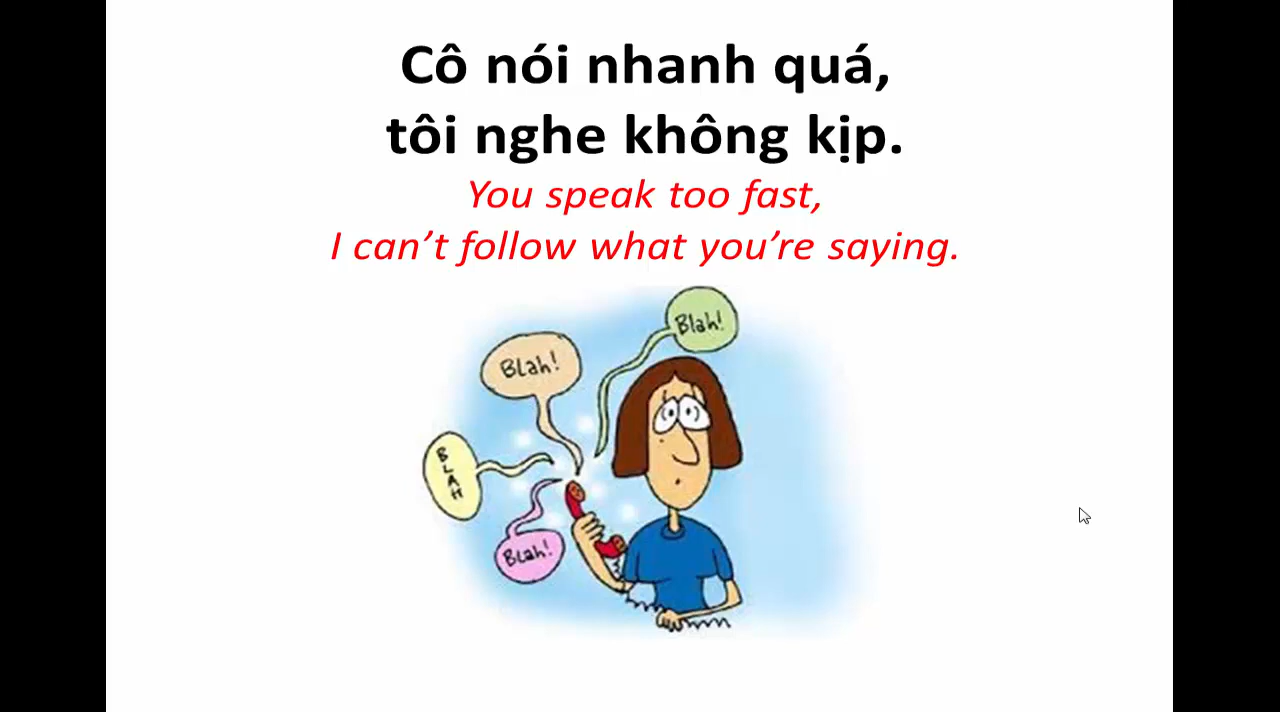 Cô nói nhanh quá,
tôi nghe không kịp.
You speak too fast,
I can’t follow what you’re saying.
Blah!
Blah!
BLAH
Blah!